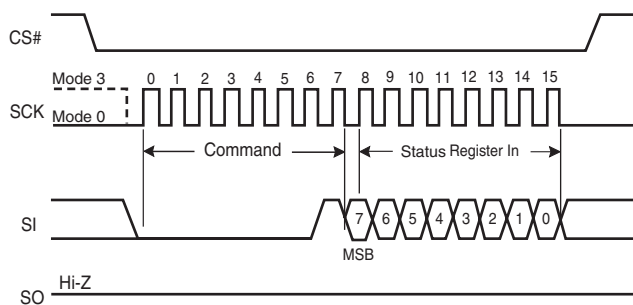 CS#
Mode 3
0 1 2 3 4 5 6 7 8 9 10 11 12 13 14 15
SCK
Mode 0
Command
Status Register In
SI
7 6 5 4 3 2 1 0
MSB
Hi-Z
SO